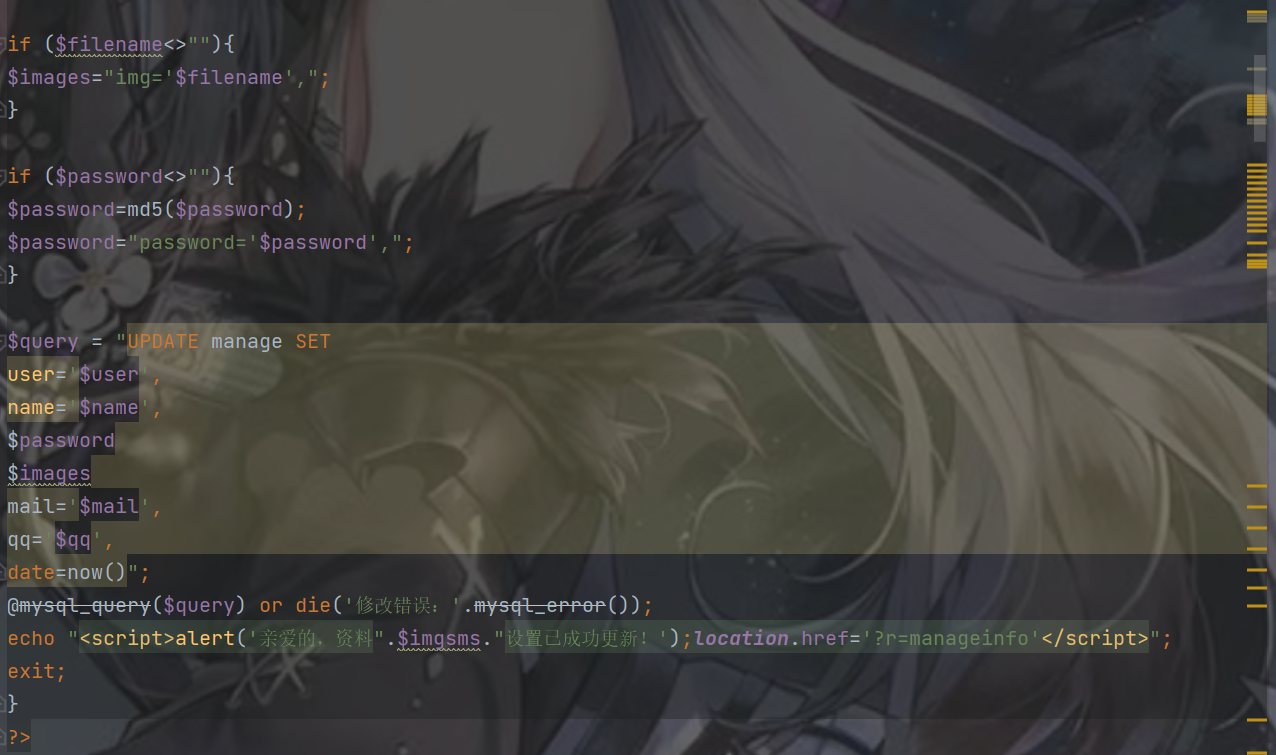 if ($filename<>""){
$images="img='$filename',";
}
if ($password<>""){
$password=md5($password);
$password="password='$password',";
}
$query = "UPDATE manage SET
user='$user',
name='$name',
$password
$images
mail='$mail',
qq='$qq',
date=now()";
@mysql_query($query) or die('修改错误：'.mysql_error());
echo "<script>alert('亲爱的，资料".$imgsms."设置已成功更新！');location.href='?r=manageinfo'</script>";
exit;
}
?>